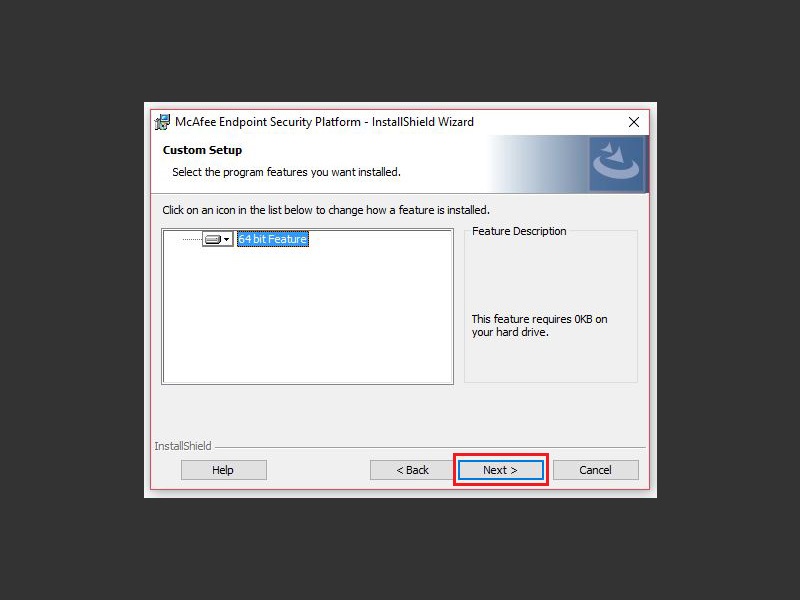 McAfee Endpoint Security Platform - InstallShield Wizard
Custom Setup
Select the program features you want installed.
Click on an icon in the list below to change how a feature is installed.
64 bit Feature
Feature Description
This feature requires 0KB on
your hard drive.
InstallShield
Help
< Back
Next >
Cancel